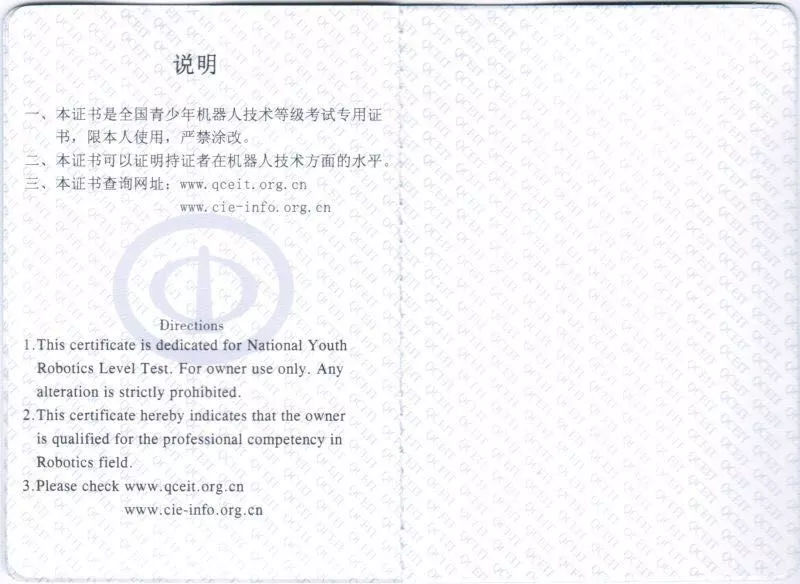 说明
一、本证书是全国青少年机器人技术等级考试专用证
书，限本人使用，严禁涂改。
二、本证书可以证明持证者在机器人技术方面的水平。
三、本证书查询网址：www.qceit.org.cn
www.cie-info.org.cn
Directions
1.This certificate is dedicated for National Youth
Robotics Level Test. For owner use only. Any
alteration is strictly prohibited.
2.This certificate hereby indicates that the owner
is qualified for the professional competency in
Robotics field.
3.Please check www.qceit.org.cn
www.cie-info.org.cn